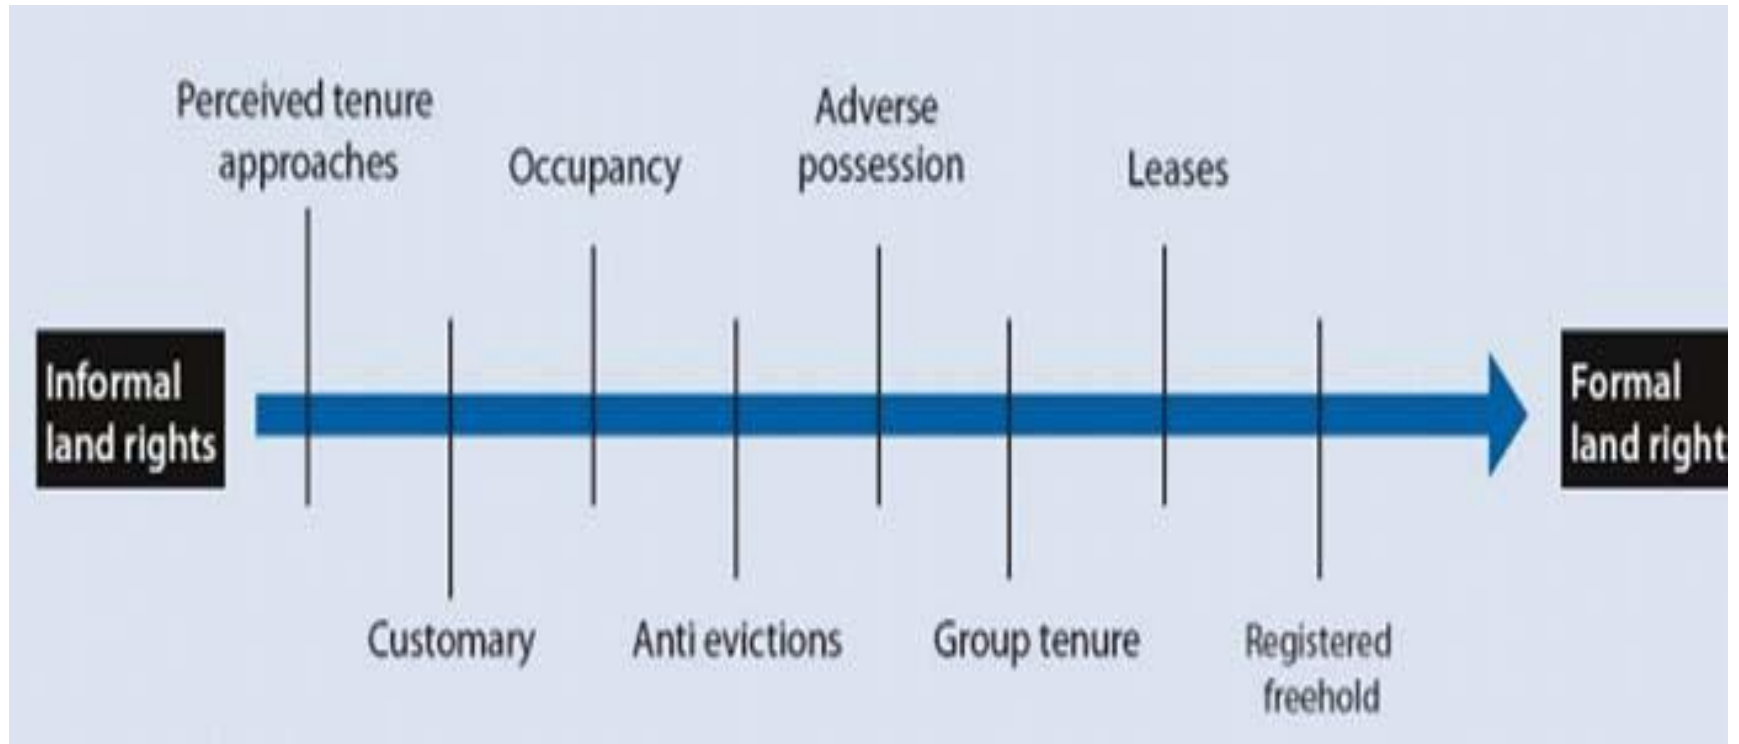 Perceived tenure
approaches
Occupancy
Adverse
possession
Leases
Informal
land rights
Formal
land right
Customary
Anti evictions
Group tenure
Registered
freehold